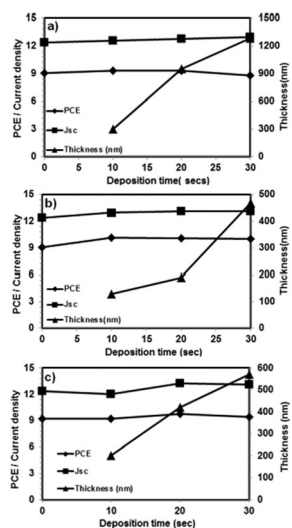 a)
15
12
9
6
3
0
PCE / Current density
1500
1200
900
600
300
0
Thickness(nm)
PCE
Jsc
Thickness (nm)
0 10 20 30
Deposition time( secs)
b)
15
12
9
6
3
0
PCE / Current density
500
400
300
200
100
0
Thickness(nm)
PCE
Jsc
Thickness (nm)
0 10 20 30
Deposition time (sec)
c)
15
12
9
6
3
0
PCE / Current density
600
500
400
300
200
100
0
Thickness(nm)
PCE
Jsc
Thickness (nm)
0 10 20 30
Deposition time (sec)